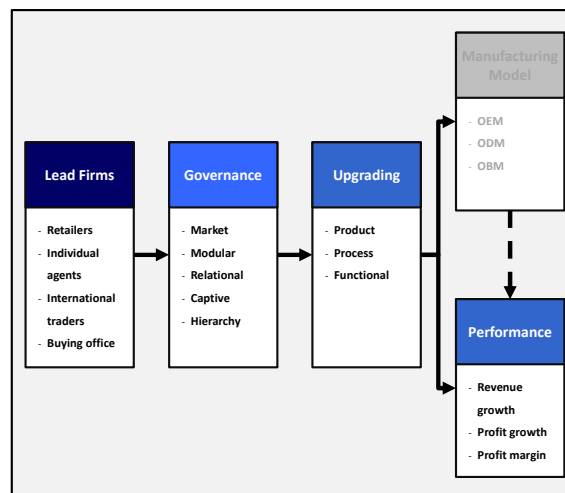 Lead Firms
- Retailers
- Individual
agents
- International
traders
- Buying office
Governance
- Market
- Modular
- Relational
- Captive
- Hierarchy
Upgrading
- Product
- Process
- Functional
Manufacturing
Model
- OEM
- ODM
- OBM
Performance
- Revenue
growth
- Profit growth
- Profit margin